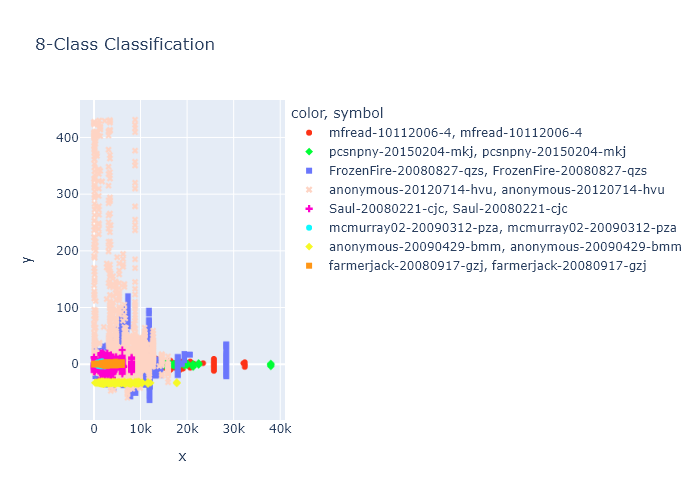 8-Class Classification
color, symbol
mfread-10112006-4, mfread-10112006-4
pcsnpny-20150204-mkj, pcsnpny-20150204-mkj
FrozenFire-20080827-qzs, FrozenFire-20080827-qzs
anonymous-20120714-hvu, anonymous-20120714-hvu
Saul-20080221-cjc, Saul-20080221-cjc
mcmurray02-20090312-pza, mcmurray02-20090312-pza
anonymous-20090429-bmm, anonymous-20090429-bmm
farmerjack-20080917-gzj, farmerjack-20080917-gzj
400
300
200
100
0
y
0 10k 20k 30k 40k
x